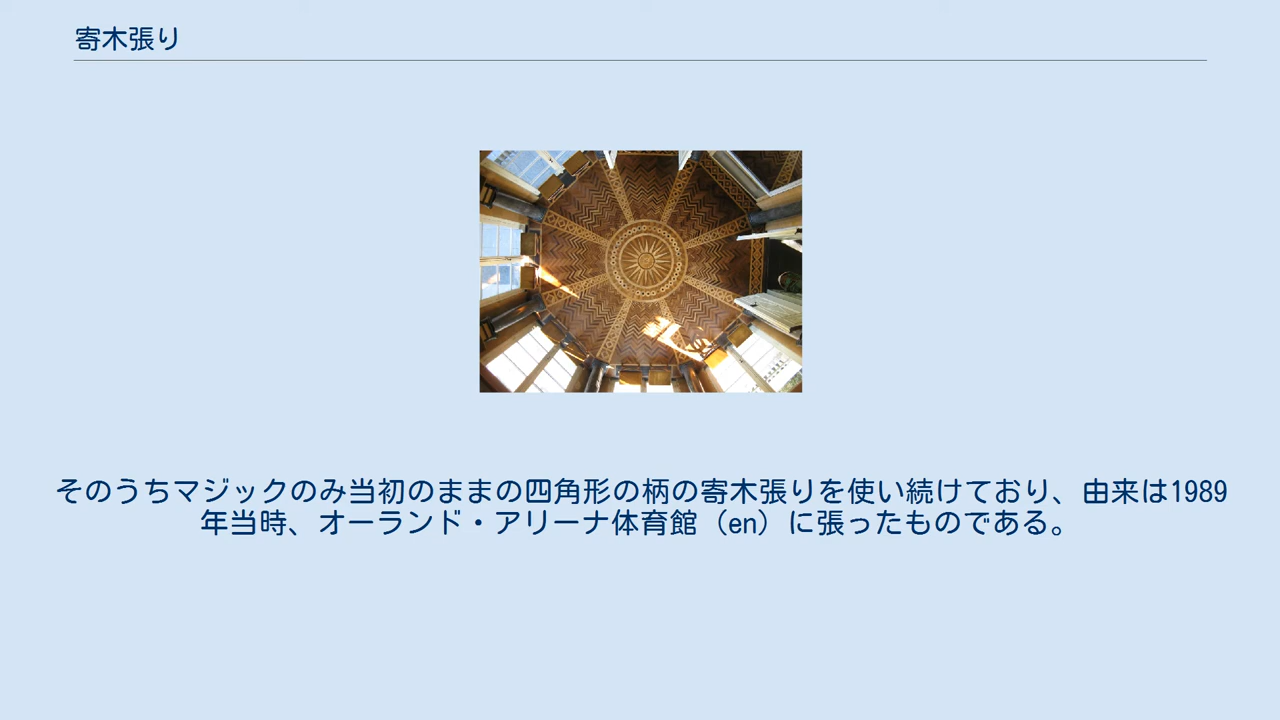 寄木張り
そのうちマジックのみ当初のままの四角形の柄の寄木張りを使い続けており、由来は1989
年当時、オーランド・アリーナ体育館（en）に張ったものである。